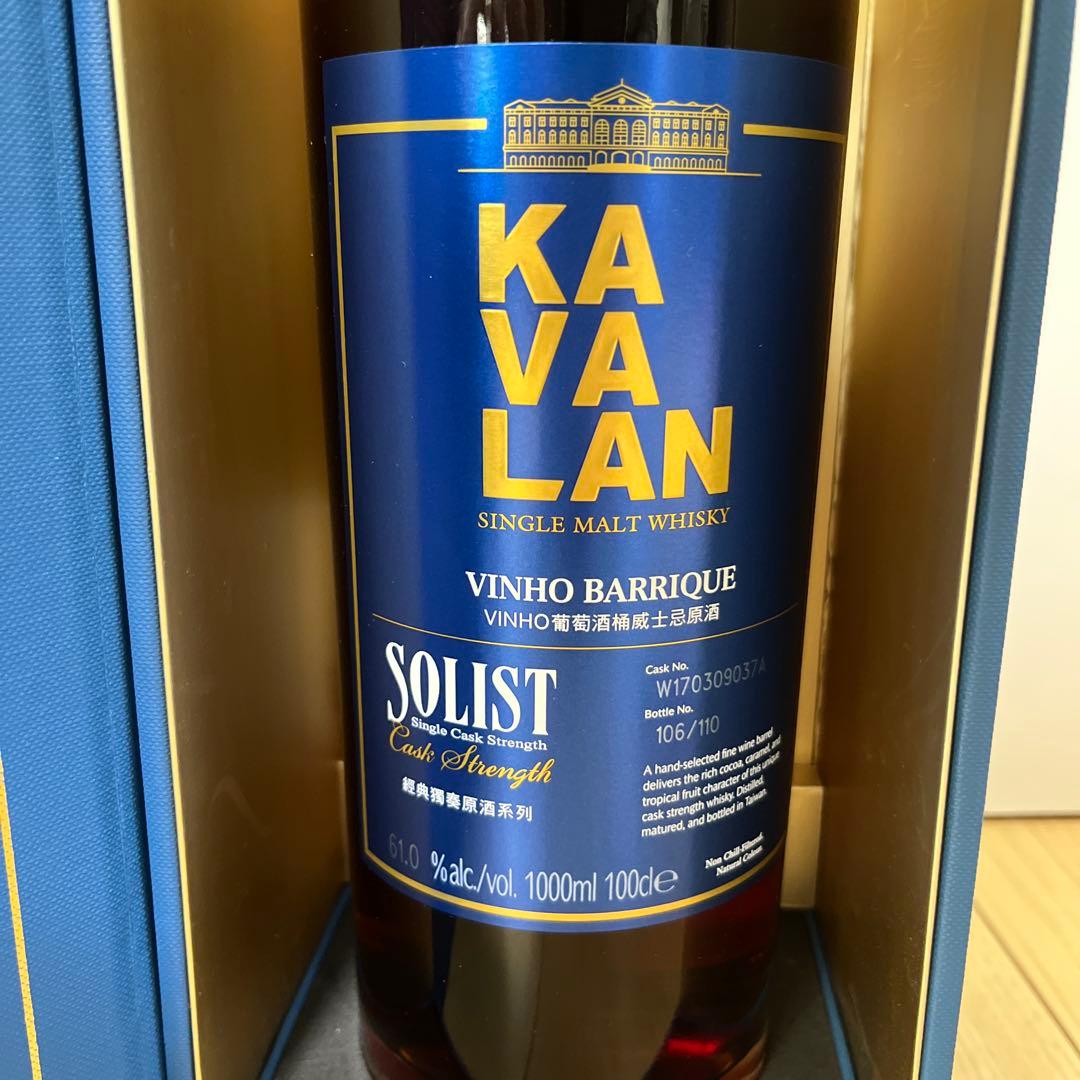 KA
VA
LAN
SINGLE MALT WHISKY
VINHO BARRIQUE
VINHO葡萄酒桶威士忌原酒
SOLIST
Single Cask Strength
Cask Strength
經典獨奏原酒系列
Cask No.
W170309037A
Bottle No.
106/110
A hand-selected fine wine barrel
delivers the rich cocoa, caramel, and
tropical fruit character of this unique
cask strength whisky. Distilled,
matured, and bottled in Taiwan.
Non Chill-Filtered,
Natural Colour
61.0 %alc./vol. 1000ml 100cl℮